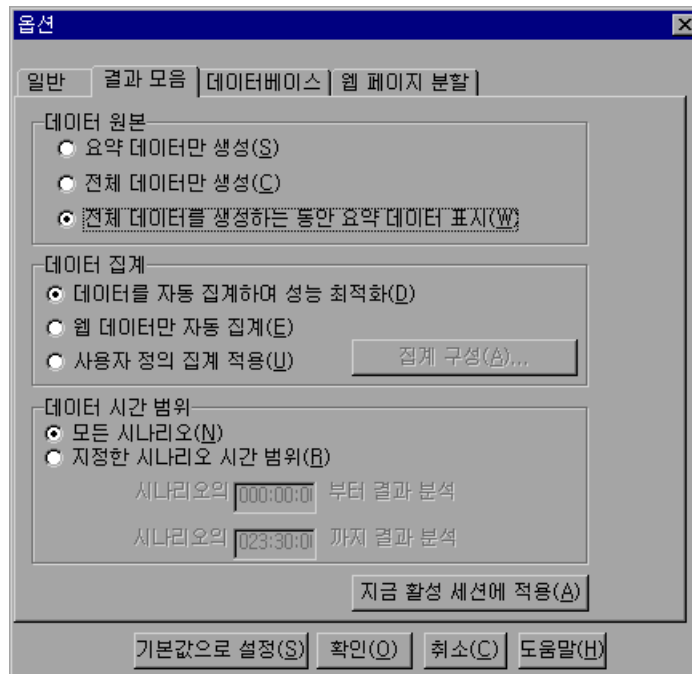 옵션
일반 결과 모음 데이터베이스 웹 페이지 분할
데이터 원본
요약 데이터만 생성(S)
전체 데이터만 생성(C)
전체 데이터를 생성하는 동안 요약 데이터 표시(W)
데이터 집계
데이터를 자동 집계하여 성능 최적화(D)
웹 데이터만 자동 집계(E)
사용자 정의 집계 적용(U) 집계 구성(A)...
데이터 시간 범위
모든 시나리오(N)
지정한 시나리오 시간 범위(R)
시나리오의 000:00:0 부터 결과 분석
시나리오의 023:30:0 까지 결과 분석
지금 활성 세션에 적용(A)
기본값으로 설정(S) 확인(O) 취소(C) 도움말(H)